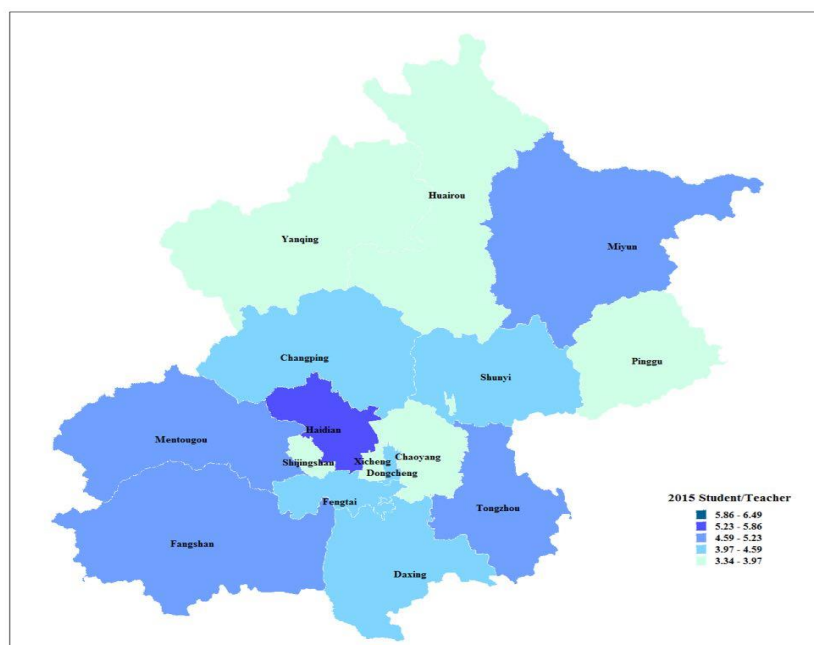 Huairou
Yanqing
Miyun
Changping
Pinggu
Shunyi
Haidian
Mentougou
Xicheng
Chaoyang
Shijingshan
Dongcheng
Fengtai
Tongzhou
Fangshan
Daxing
2015 Student/Teacher
5.86 - 6.49
5.23 - 5.86
4.59 - 5.23
3.97 - 4.59
3.34 - 3.97